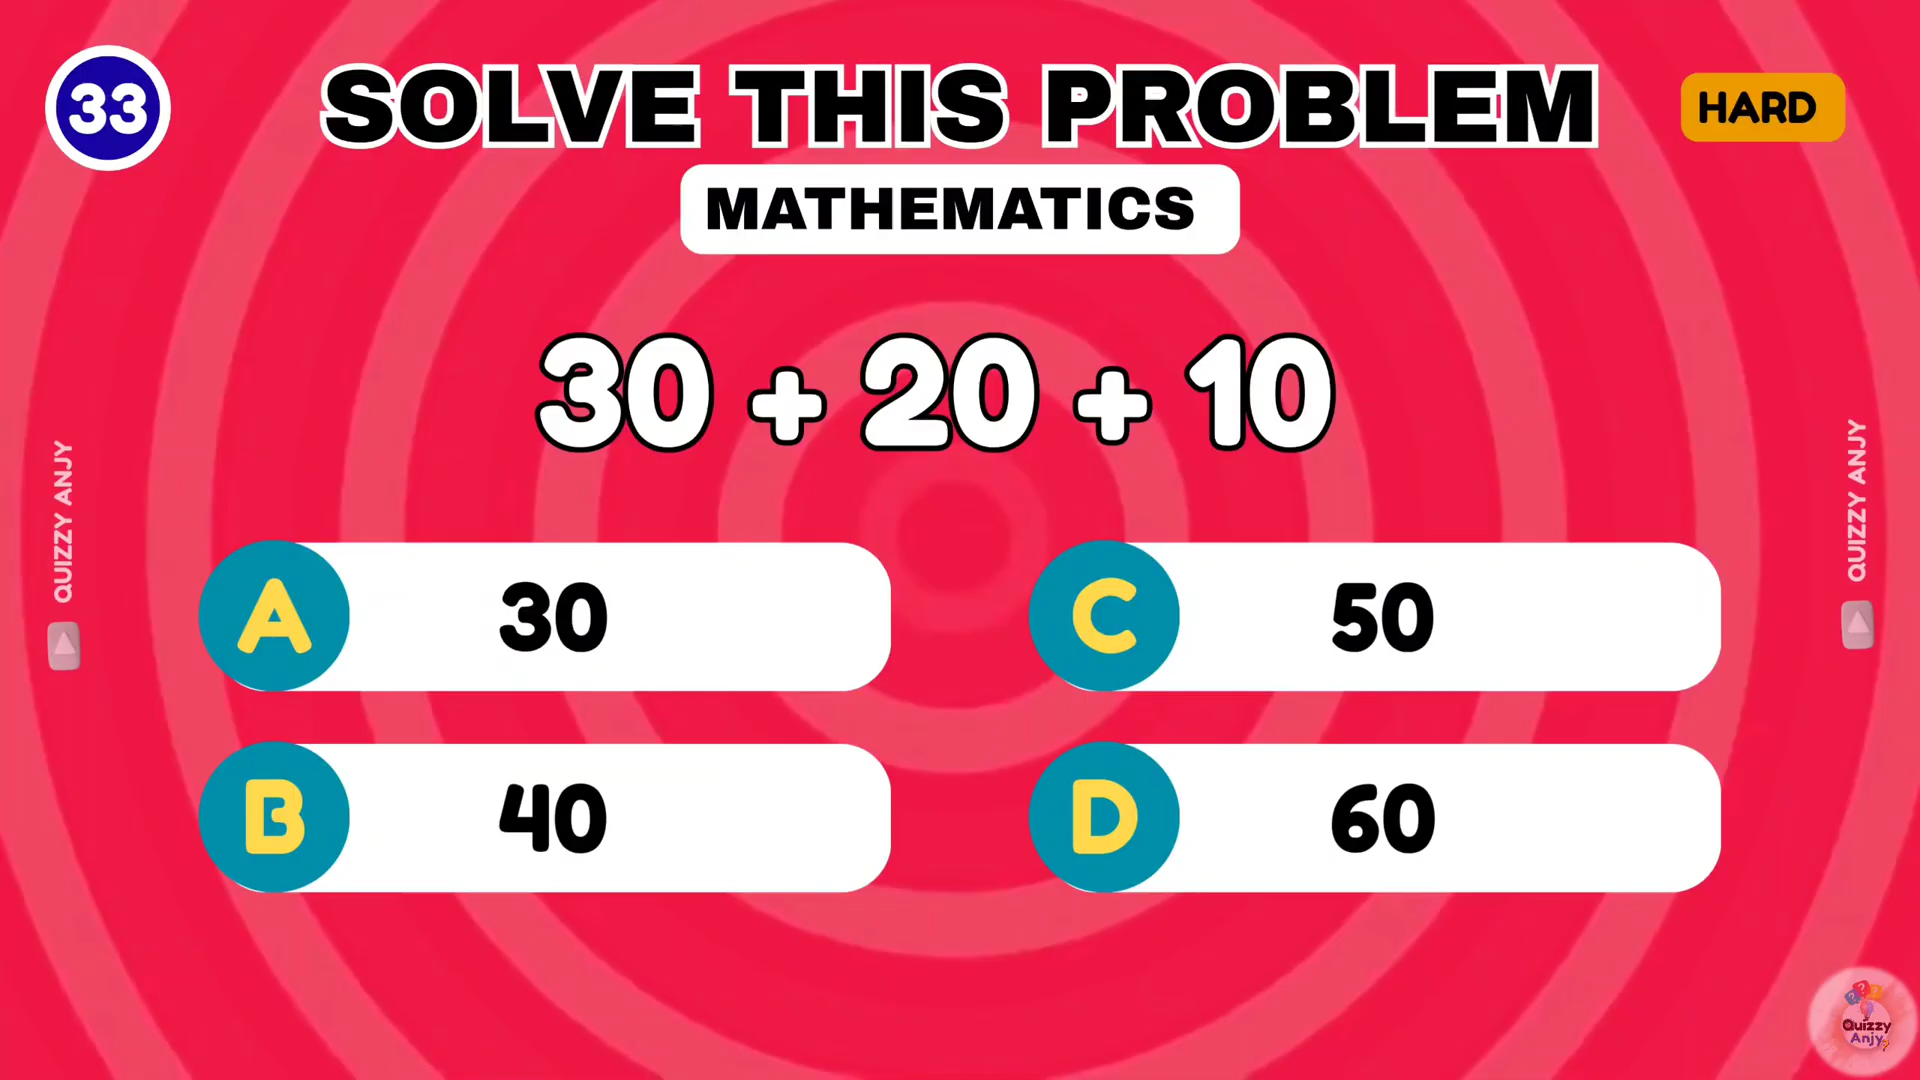 33
SOLVE THIS PROBLEM
HARD
MATHEMATICS
30 + 20 + 10
A 30
C 50
B 40
D 60
QUIZZY ANJY
QUIZZY ANJY
Quizzy
Anjy